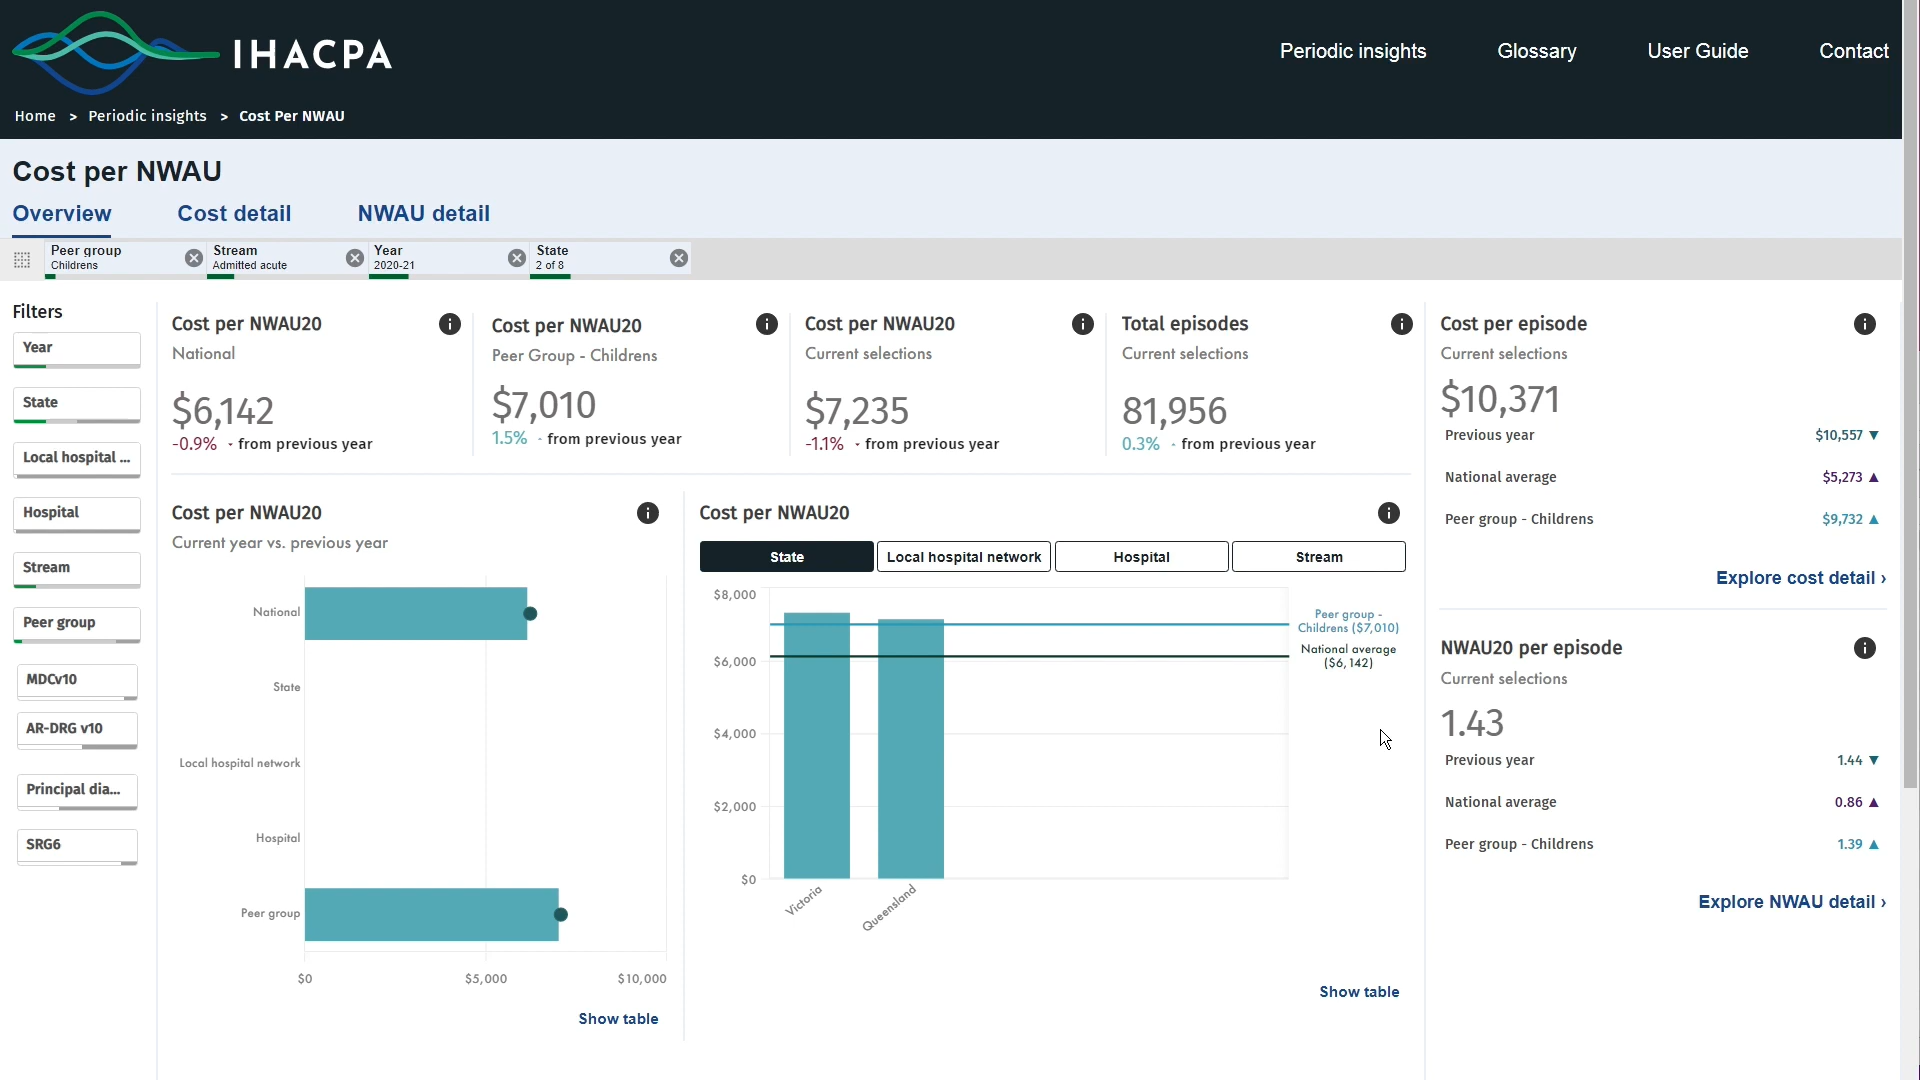 IHACPA
Periodic insights
Glossary
User Guide
Contact
Home > Periodic insights > Cost Per NWAU
Cost per NWAU
Overview
Cost detail
NWAU detail
Peer group
Childrens
Stream
Admitted acute
Year
2020-21
State
2 of 8
Filters
Year
State
Local hospital ...
Hospital
Stream
Peer group
MDCv10
AR-DRG v10
Principal dia...
SRG6
Cost per NWAU20
National
$6,142
-0.9% - from previous year
Cost per NWAU20
Peer Group - Childrens
$7,010
1.5% - from previous year
Cost per NWAU20
Current selections
$7,235
-1.1% - from previous year
Total episodes
Current selections
81,956
0.3% - from previous year
Cost per episode
Current selections
$10,371
Previous year $10,557 ▼
National average $5,273 ▲
Peer group - Childrens $9,732 ▲
Explore cost detail ›
Cost per NWAU20
Current year vs. previous year
National
State
Local hospital network
Hospital
Peer group
$0 $5,000 $10,000
Show table
Cost per NWAU20
State
Local hospital network
Hospital
Stream
$8,000
$6,000
$4,000
$2,000
$0
Peer group -
Childrens ($7,010)
National average
($6,142)
Victoria
Queensland
Show table
NWAU20 per episode
Current selections
1.43
Previous year 1.44 ▼
National average 0.86 ▲
Peer group - Childrens 1.39 ▲
Explore NWAU detail ›